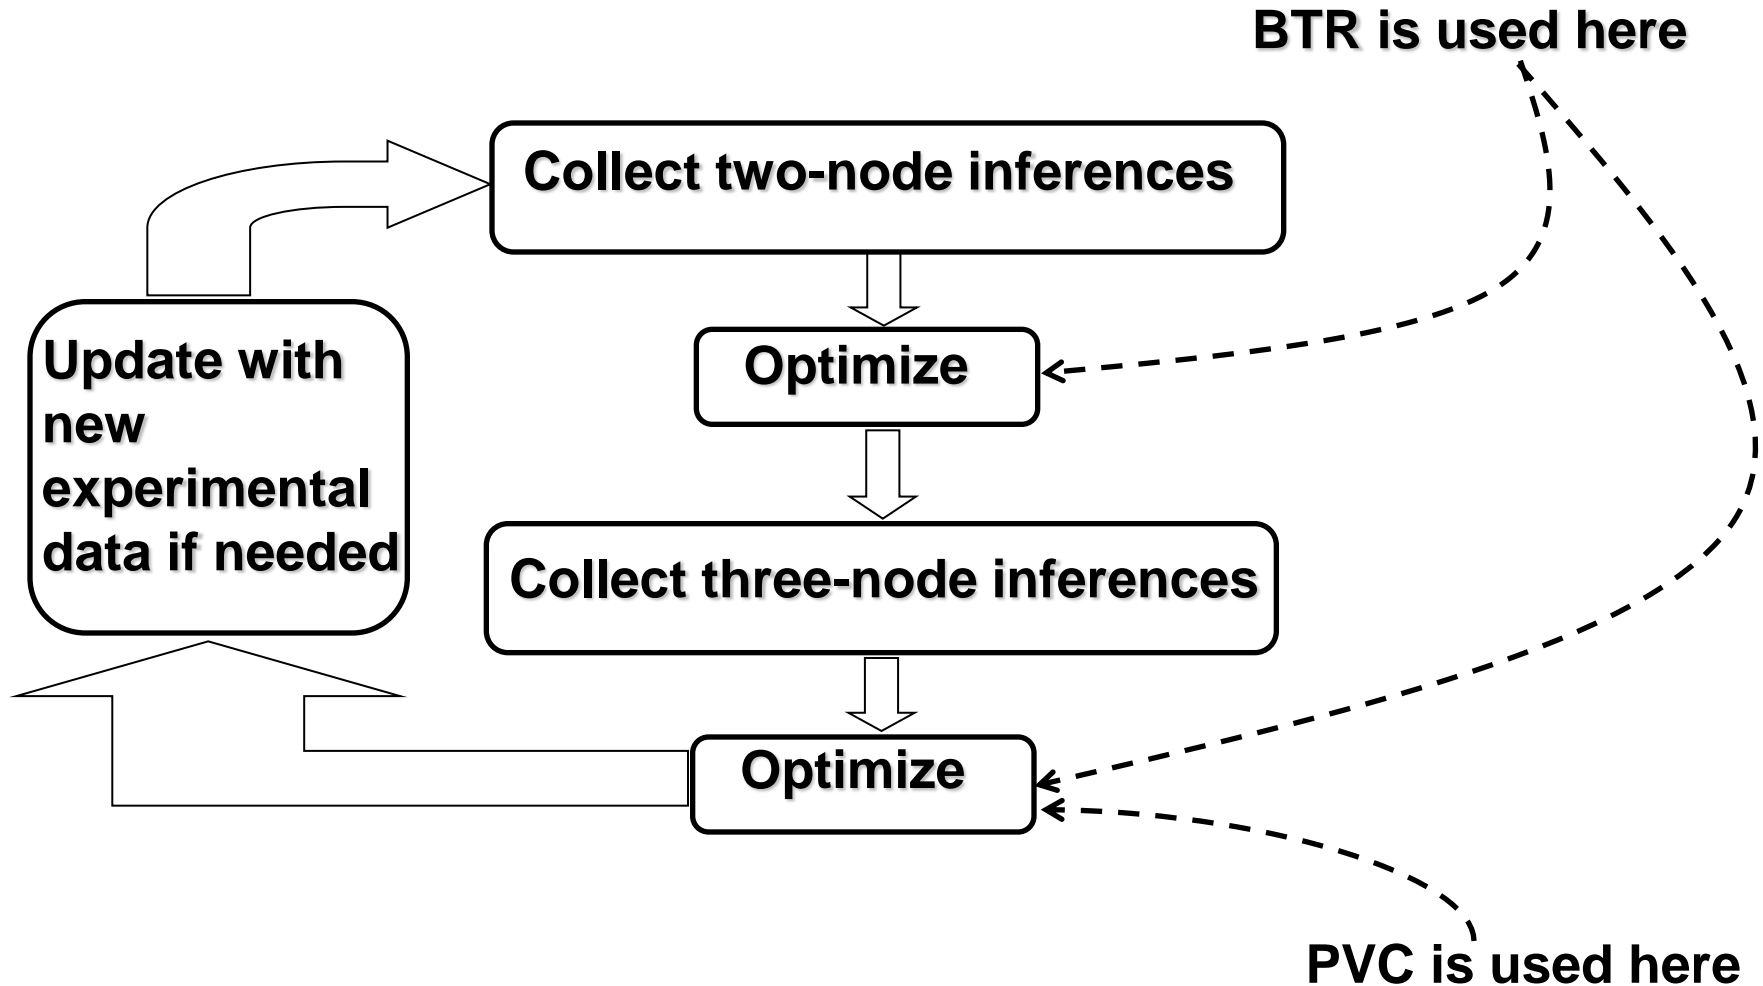 BTR is used here
Collect two-node inferences
Optimize
Update with
new
experimental
data if needed
Collect three-node inferences
Optimize
PVC is used here